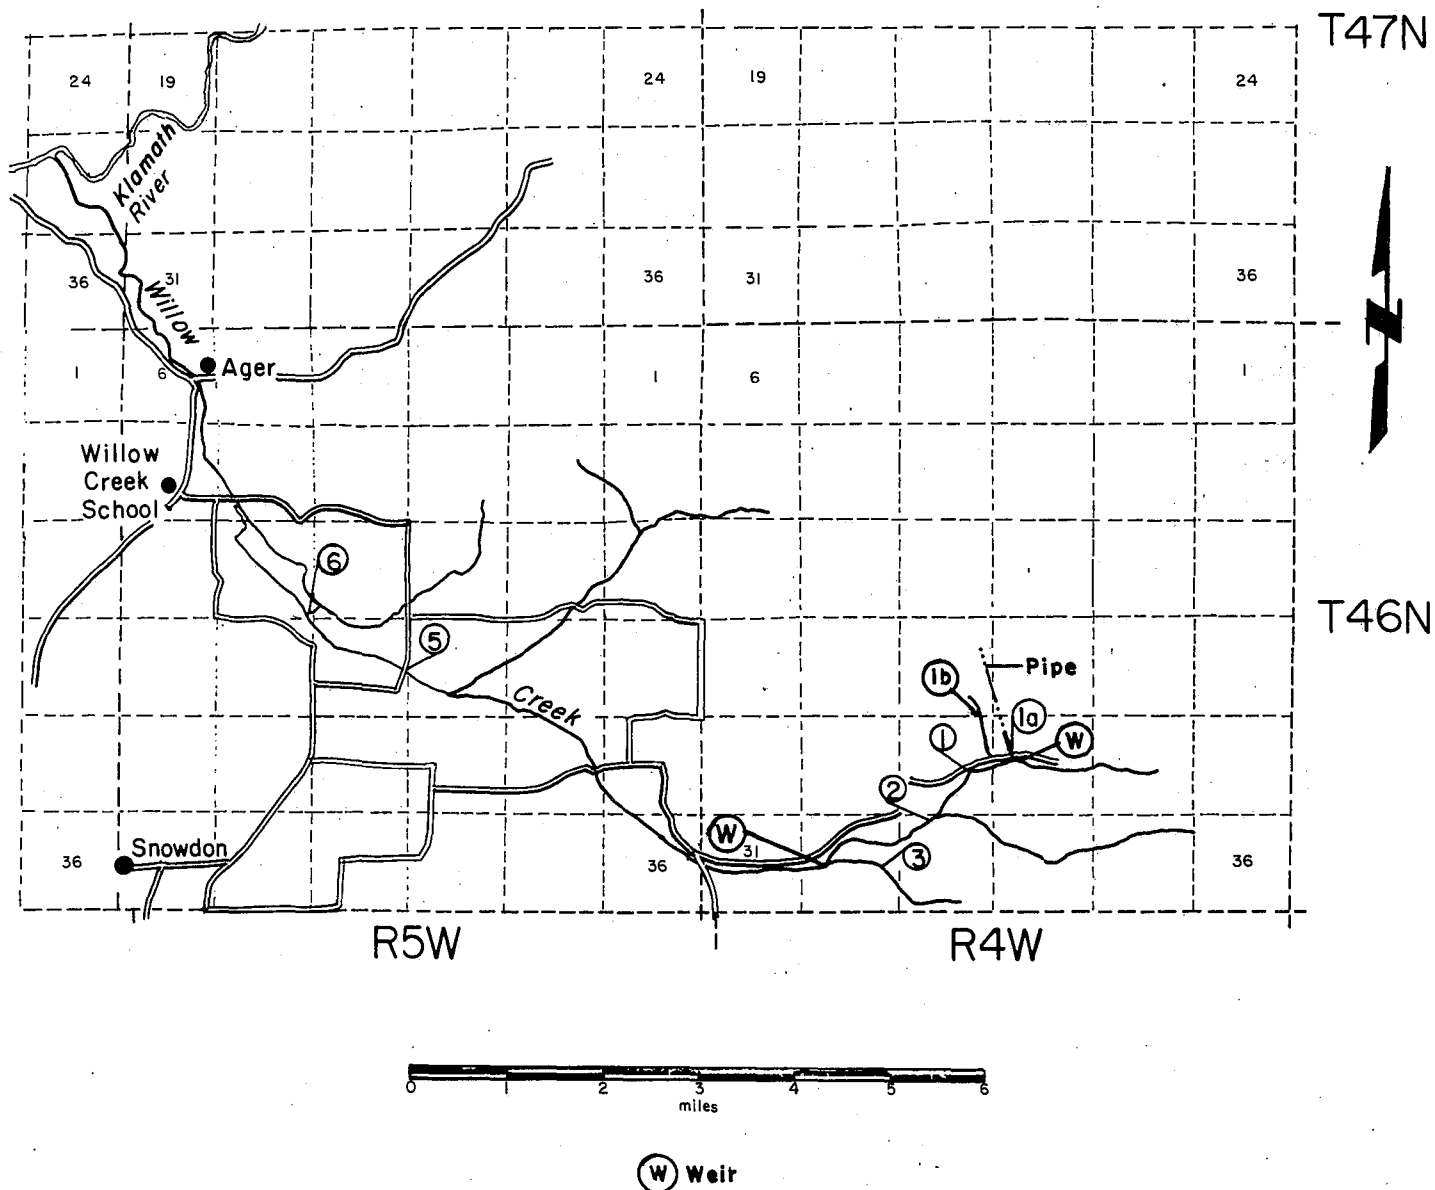 T47N
24 19 24 19 24
Klamath
River
36 31 36 31 36
Willow
Ager
1 6 1 6 1
Willow
Creek
School
6
T46N
5
Pipe
1b
Creek
1a
1
W
2
W
Snowdon
36 36 31 3 36
R5W R4W
0 1 2 3 4 5 6
miles
W Weir
N